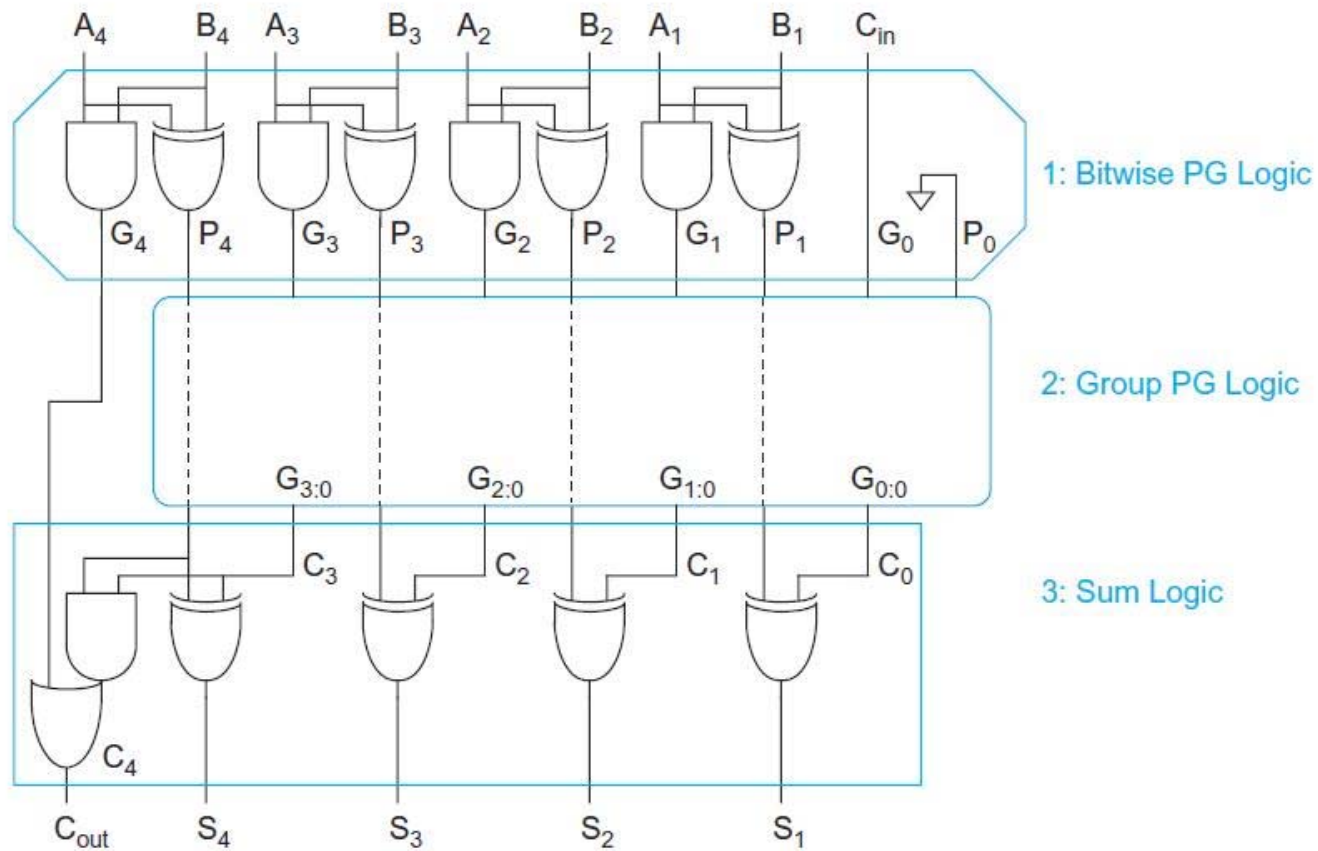 A4 B4 A3 B3 A2 B2 A1 B1 Cin
1: Bitwise PG Logic
G4 P4 G3 P3 G2 P2 G1 P1 G0 P0
2: Group PG Logic
G3:0 G2:0 G1:0 G0:0
C3 C2 C1 C0
3: Sum Logic
C4
Cout S4 S3 S2 S1